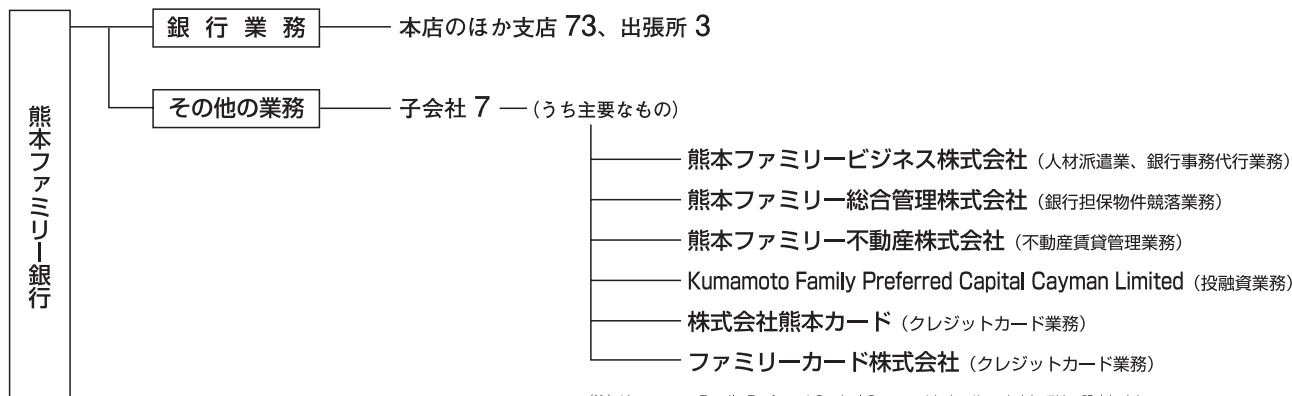 熊本ファミリー銀行
銀行業務 本店のほか支店 73、出張所 3
その他の業務 子会社 7 (うち主要なもの)
熊本ファミリービジネス株式会社 (人材派遣業、銀行事務代行業務)
熊本ファミリー総合管理株式会社 (銀行担保物件競落業務)
熊本ファミリー不動産株式会社 (不動産賃貸管理業務)
Kumamoto Family Preferred Capital Cayman Limited (投融資業務)
株式会社熊本カード (クレジットカード業務)
ファミリーカード株式会社 (クレジットカード業務)